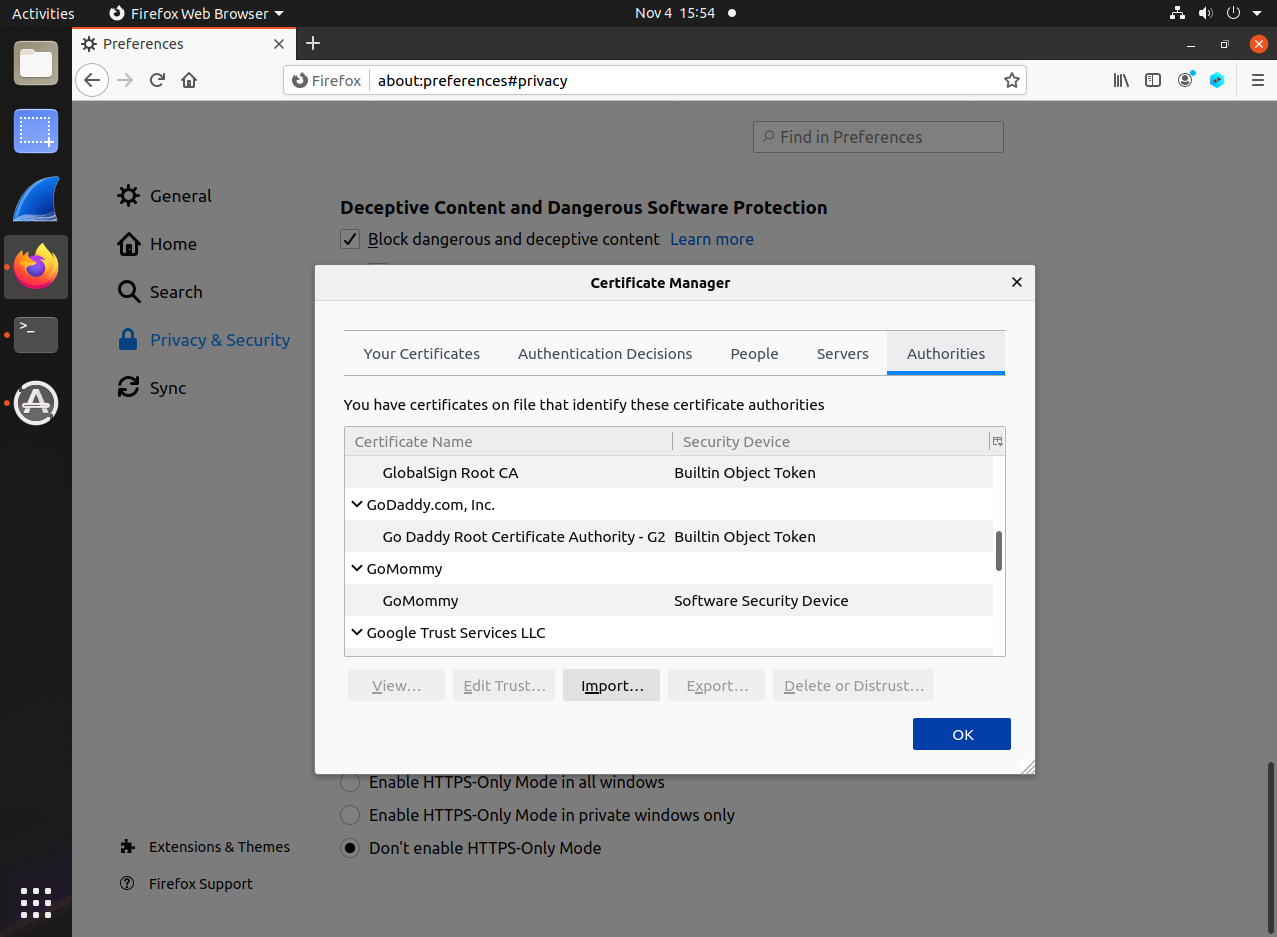 Activities Firefox Web Browser Nov 4 15:54
Preferences
Firefox about:preferences#privacy
Find in Preferences
General
Home
Search
Privacy & Security
Sync
Deceptive Content and Dangerous Software Protection
Block dangerous and deceptive content Learn more
Certificate Manager
Your Certificates Authentication Decisions People Servers Authorities
You have certificates on file that identify these certificate authorities
Certificate Name Security Device
GlobalSign Root CA Builtin Object Token
GoDaddy.com, Inc.
Go Daddy Root Certificate Authority - G2 Builtin Object Token
GoMommy
GoMommy Software Security Device
Google Trust Services LLC
View… Edit Trust… Import… Export… Delete or Distrust…
OK
Enable HTTPS-Only Mode in all windows
Enable HTTPS-Only Mode in private windows only
Don’t enable HTTPS-Only Mode
Extensions & Themes
Firefox Support